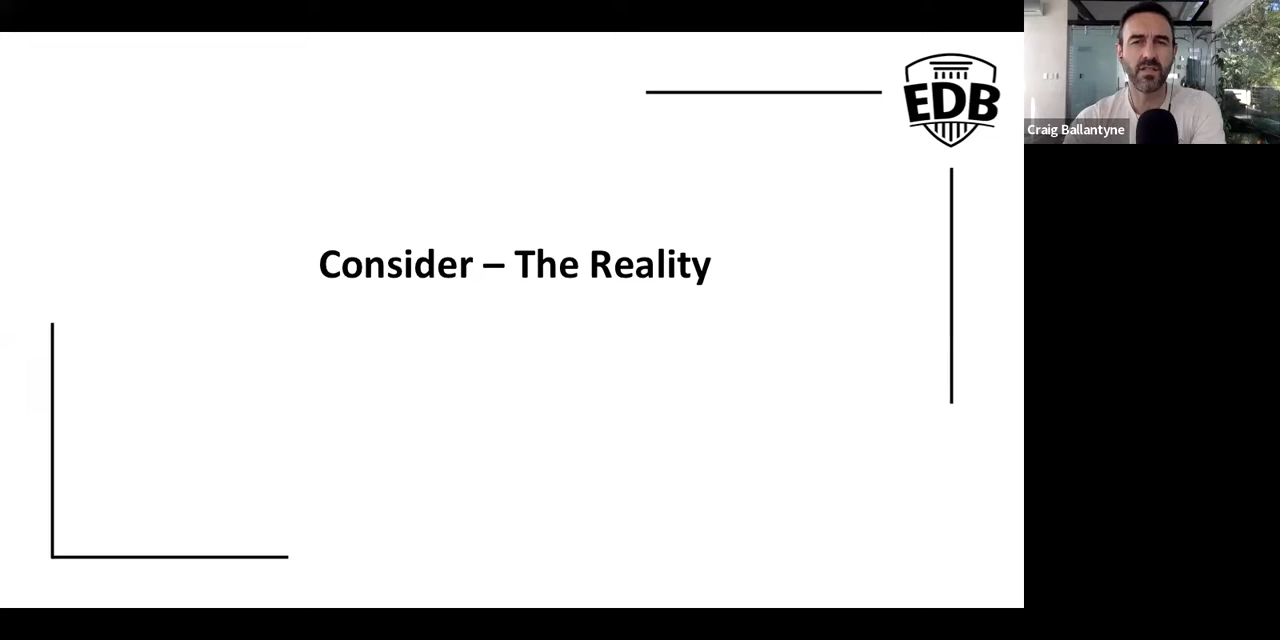 EDB
Craig Ballantyne
Consider – The Reality